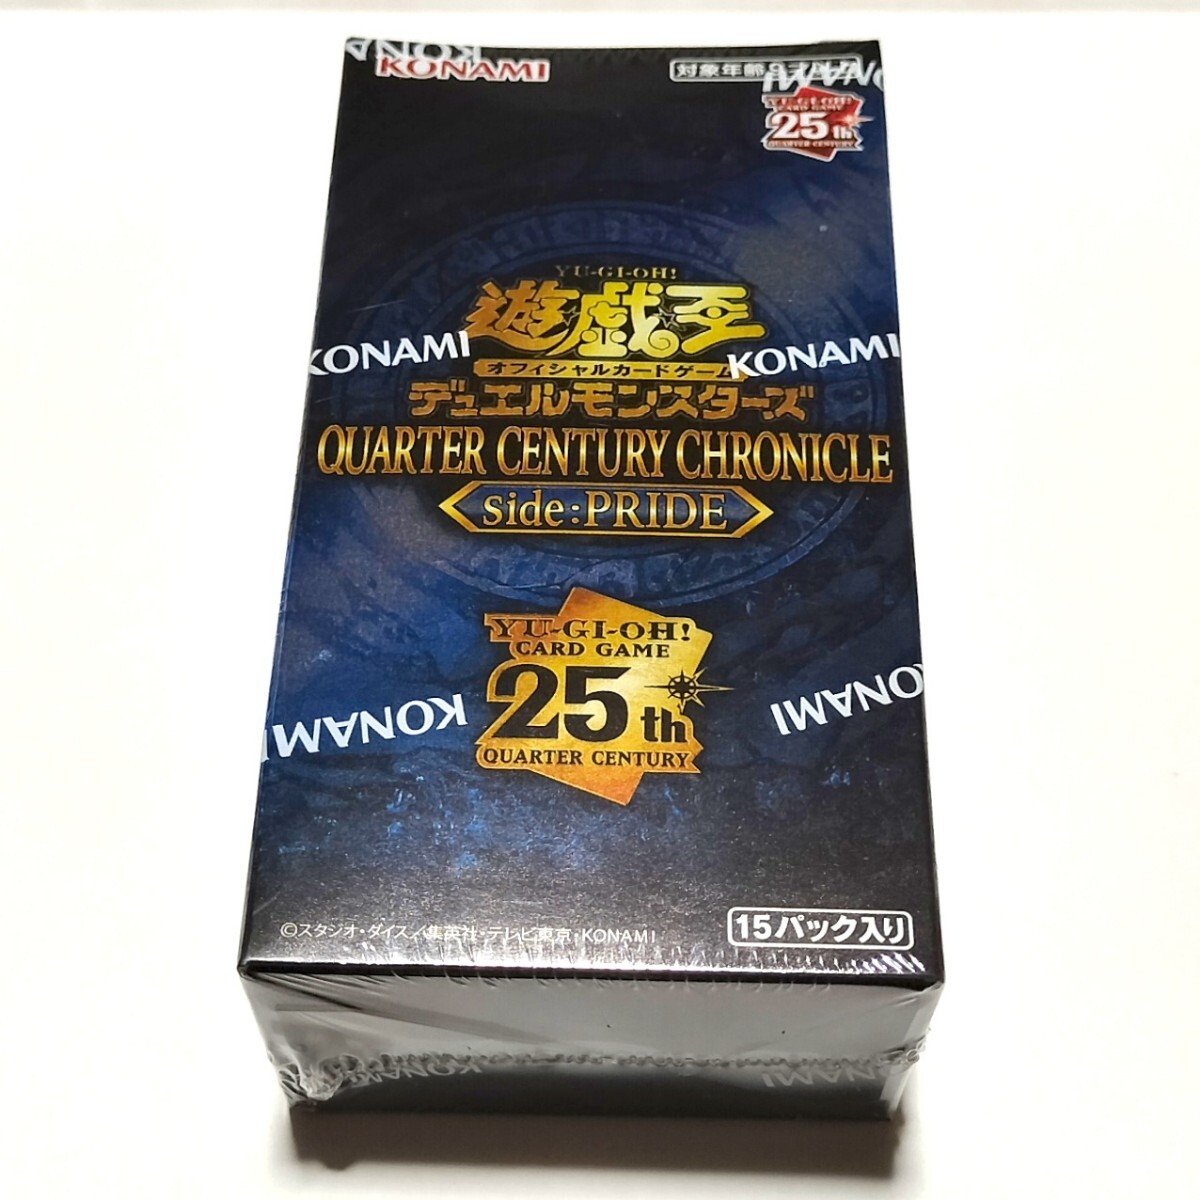 KONAMI
対象年齢
YU-GI-OH!
CARD GAME
25th
QUARTER CENTURY
YU-GI-OH!
遊☆戯☆王
KONAMI
KONAMI
オフィシャルカードゲーム
デュエルモンスターズ
QUARTER CENTURY CHRONICLE
side:PRIDE
YU-GI-OH!
CARD GAME
25th
QUARTER CENTURY
KONAMI
KONAMI
15パック入り
©スタジオ・ダイス/集英社・テレビ東京・KONAMI
KONAMI